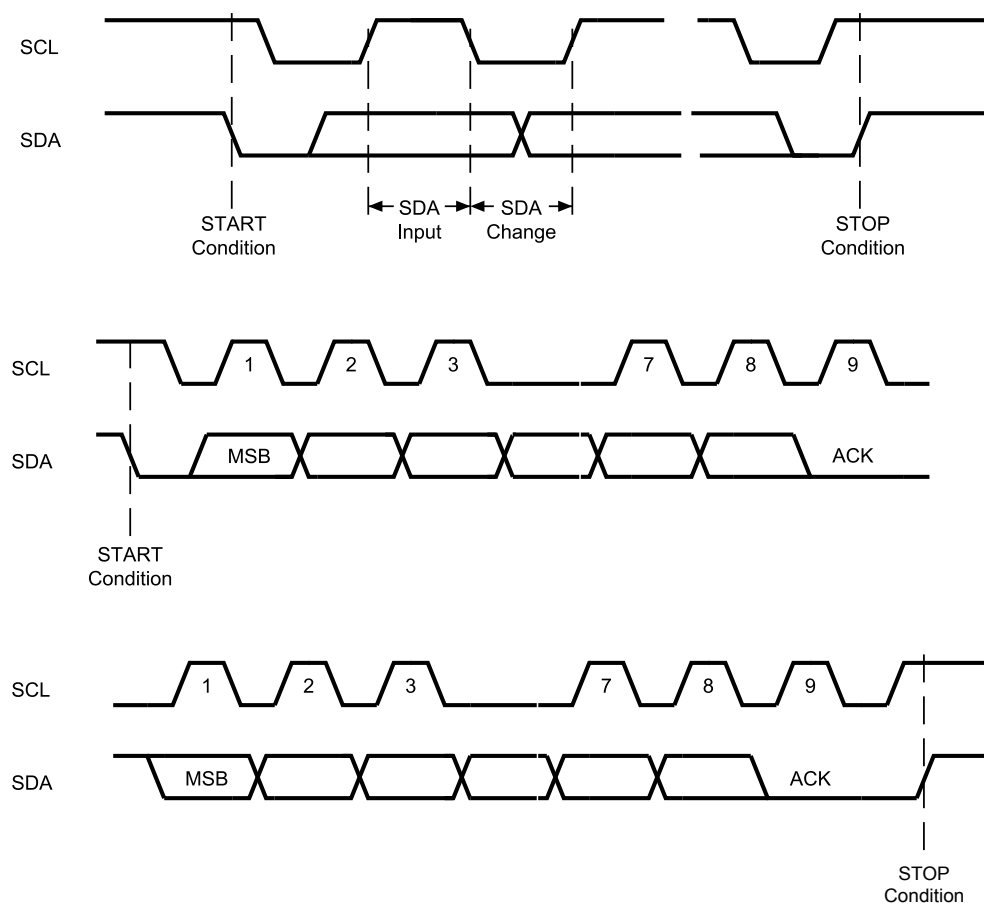 SCL
SDA
SDA
Input
SDA
Change
START
Condition
STOP
Condition
SCL
1 2 3 7 8 9
SDA
MSB ACK
START
Condition
SCL
1 2 3 7 8 9
SDA
MSB ACK
STOP
Condition